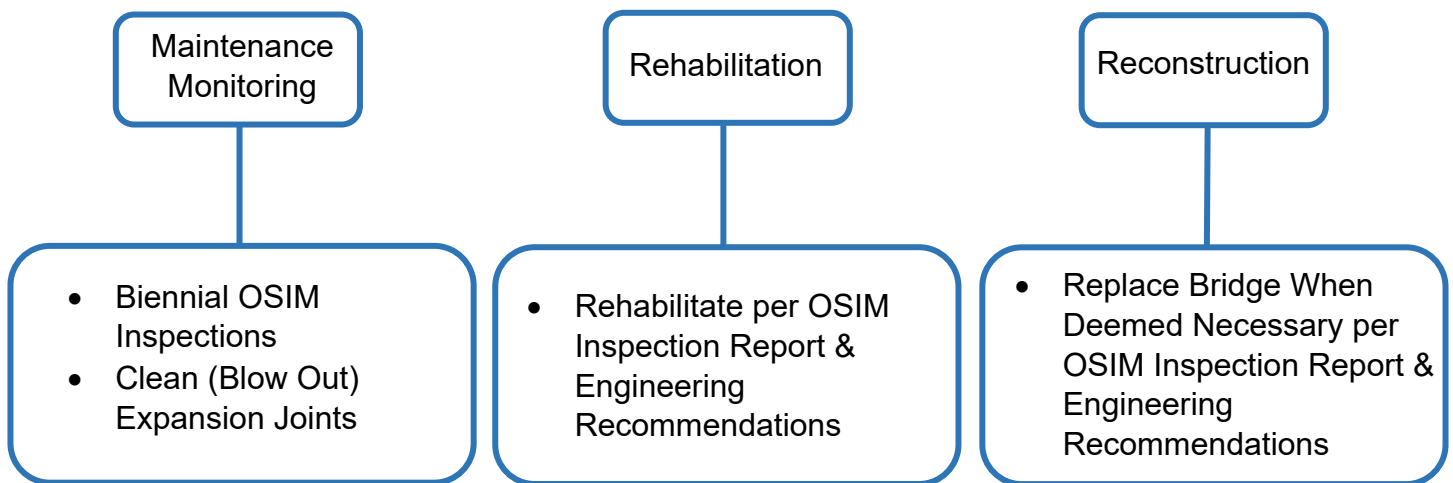 Maintenance
Monitoring
Rehabilitation
Reconstruction
• Biennial OSIM
Inspections
• Clean (Blow Out)
Expansion Joints
• Rehabilitate per OSIM
Inspection Report &
Engineering
Recommendations
• Replace Bridge When
Deemed Necessary per
OSIM Inspection Report &
Engineering
Recommendations